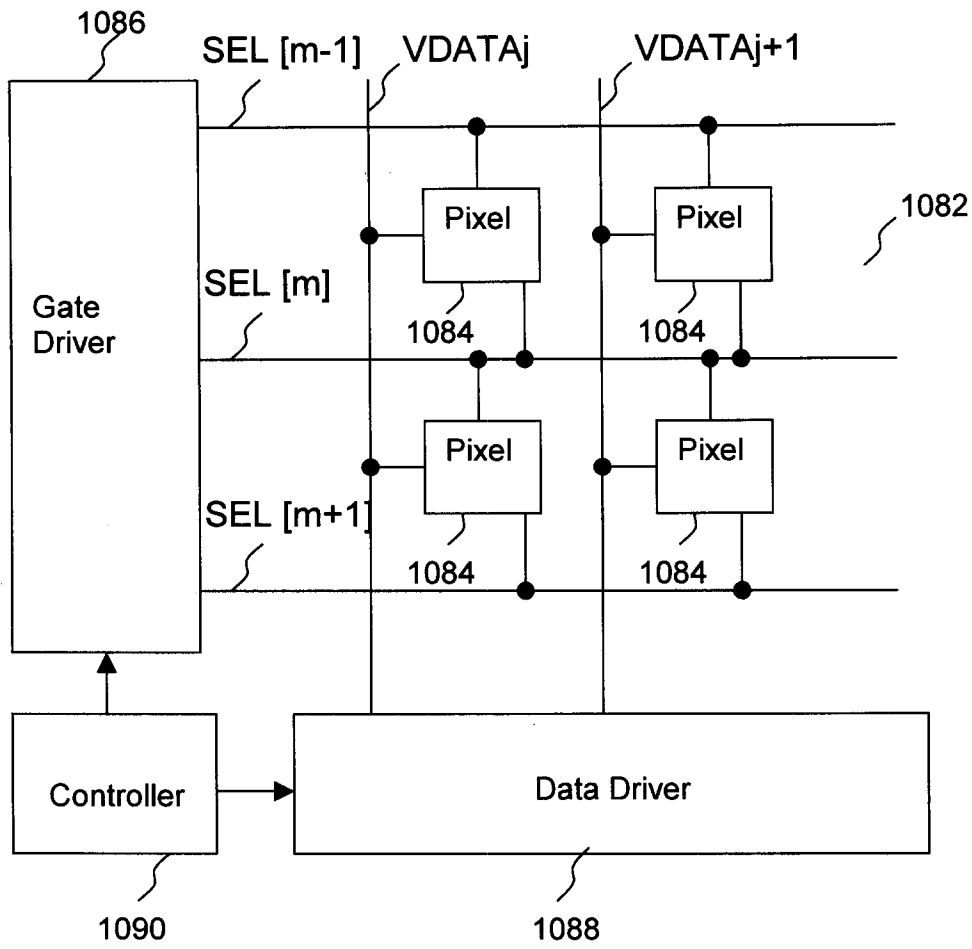 1086
SEL [m-1]
VDATAj
VDATAj+1
Pixel
Pixel
1082
SEL [m]
Gate
Driver
1084
1084
Pixel
Pixel
SEL [m+1]
1084
1084
Controller
Data Driver
1090
1088